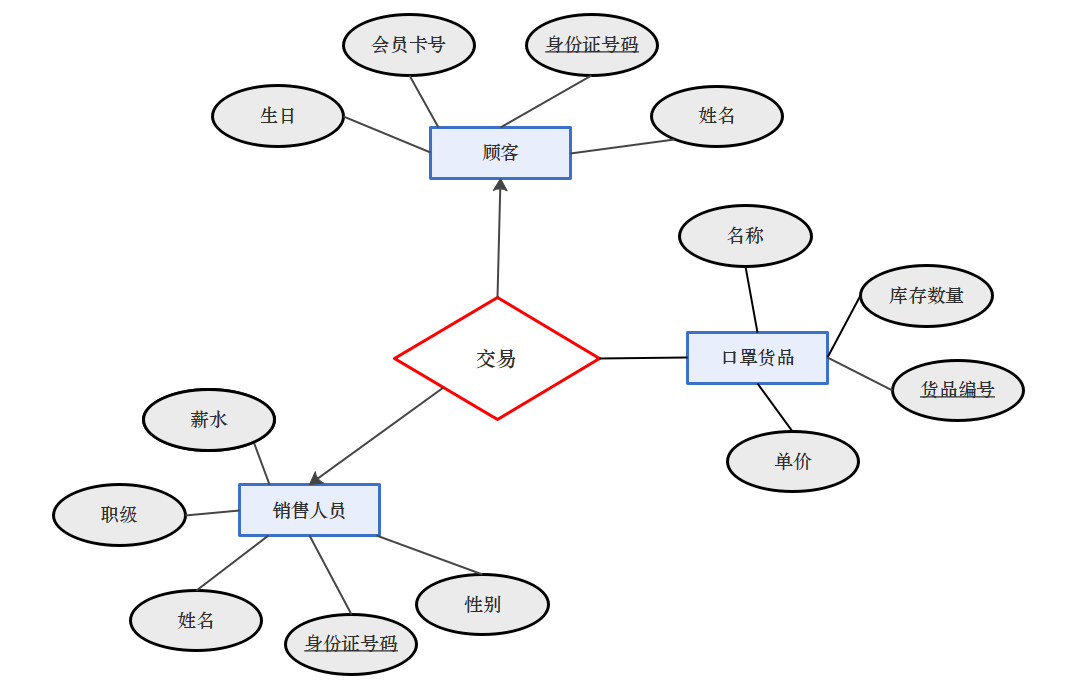 会员卡号
身份证号码
生日
姓名
顾客
名称
库存数量
交易
口罩货品
货品编号
薪水
单价
职级
销售人员
姓名
性别
身份证号码